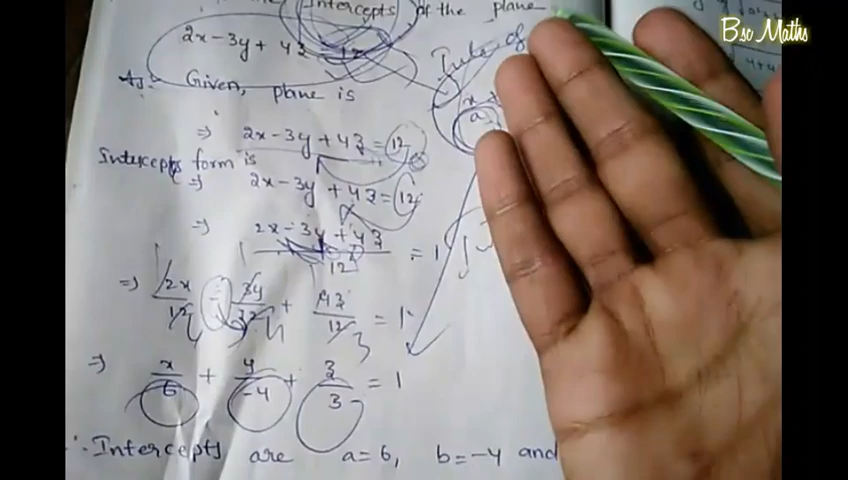 Intercepts of the plane
2x - 3y + 4z = 12
Ans: Given, plane is
⇒ 2x - 3y + 4z = 12
Intercepts form is
⇒ 2x - 3y + 4z = 12
⇒ 2x - 3y + 4z / 12 = 1
⇒ 2x/12 - 3y/12 + 4z/12 = 1
⇒ x/6 + y/-4 + z/3 = 1
∴ Intercepts are a=6, b=-4 and
Bsc Maths